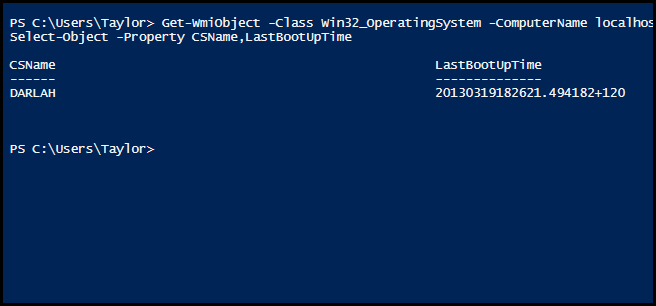 PS C:\Users\Taylor> Get-WmiObject -Class Win32_OperatingSystem -ComputerName localhos
Select-Object -Property CSName,LastBootUpTime
CSName LastBootUpTime
------ --------------
DARLAH 20130319182621.494182+120
PS C:\Users\Taylor>